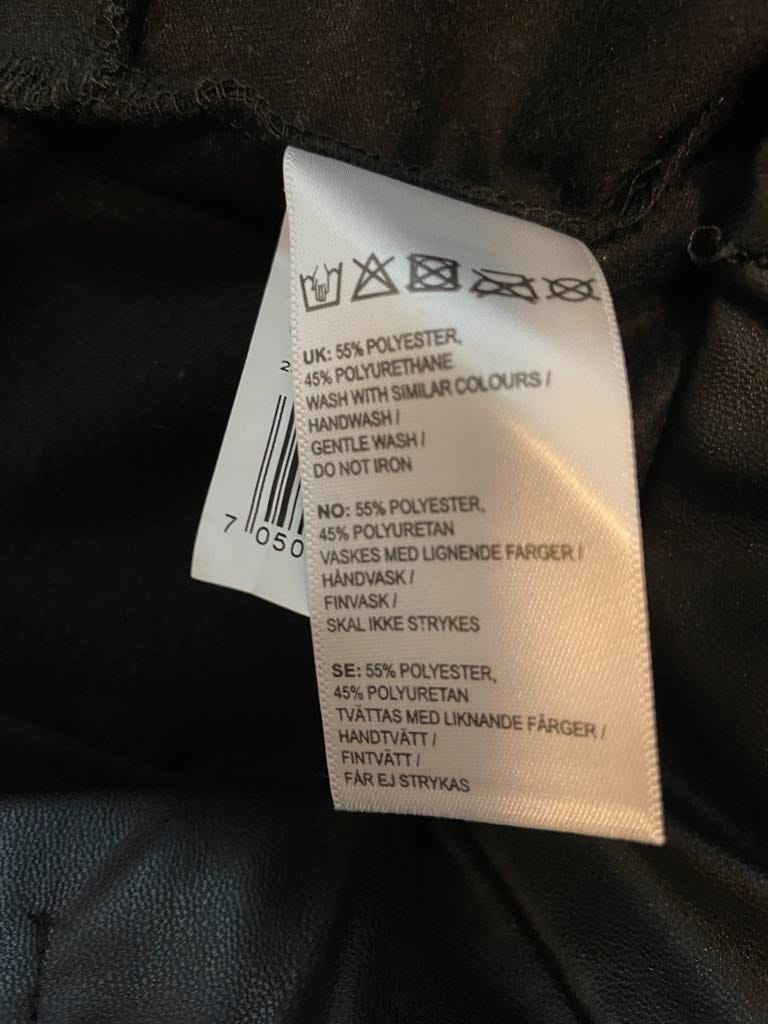 UK: 55% POLYESTER,
45% POLYURETHANE
WASH WITH SIMILAR COLOURS /
HANDWASH /
GENTLE WASH /
DO NOT IRON
NO: 55% POLYESTER,
45% POLYURETAN
VASKES MED LIGNENDE FARGER /
HÅNDVASK /
FINVASK /
SKAL IKKE STRYKES
SE: 55% POLYESTER,
45% POLYURETAN
TVÄTTAS MED LIKNANDE FÄRGER /
HANDTVÄTT /
FINTVÄTT /
FÅR EJ STRYKAS
2
7 050